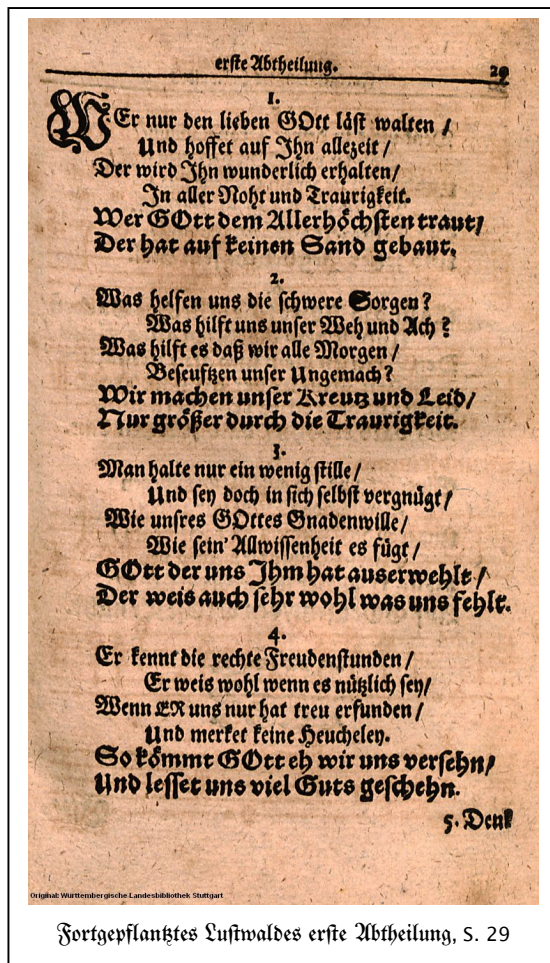 erste Abtheilung. 29
1.
WEr nur den lieben GOtt läst walten /
Und hoffet auf Ihn allezeit /
Der wird Ihn wunderlich erhalten/
In aller Noht und Traurigkeit.
Wer GOtt dem Allerhöchsten traut/
Der hat auf keinen Sand gebaut.
2.
Was helfen uns die schwere Sorgen?
Was hilft uns unser Weh und Ach?
Was hilft es daß wir alle Morgen /
Beseuftzen unser Ungemach?
Wir machen unser Kreutz und Leid/
Nur größer durch die Traurigkeit.
3.
Man halte nur ein wenig stille/
Und sey doch in sich selbst vergnügt/
Wie unsres GOttes Gnadenwille/
Wie sein' Allwissenheit es fügt/
GOtt der uns Ihm hat auserwehlt/
Der weis auch sehr wohl was uns fehlt.
4.
Er kennt die rechte Freudenstunden /
Er weis wohl wenn es nützlich sey/
Wenn ER uns nur hat treu erfunden /
Und merket keine Heucheley.
So kömmt GOtt eh wir uns versehn/
Und lesset uns viel Guts geschehn.
5. Denk
Original: Württembergische Landesbibliothek Stuttgart
Fortgepflantztes Lustwaldes erste Abtheilung, S. 29